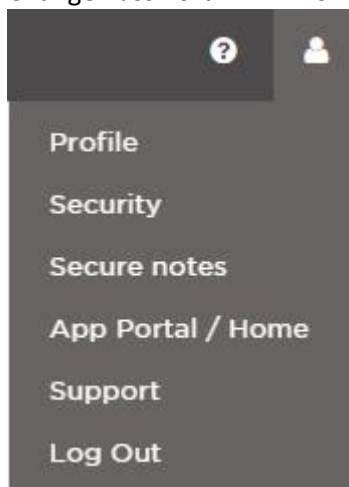 ?
Profile
Security
Secure notes
App Portal / Home
Support
Log Out